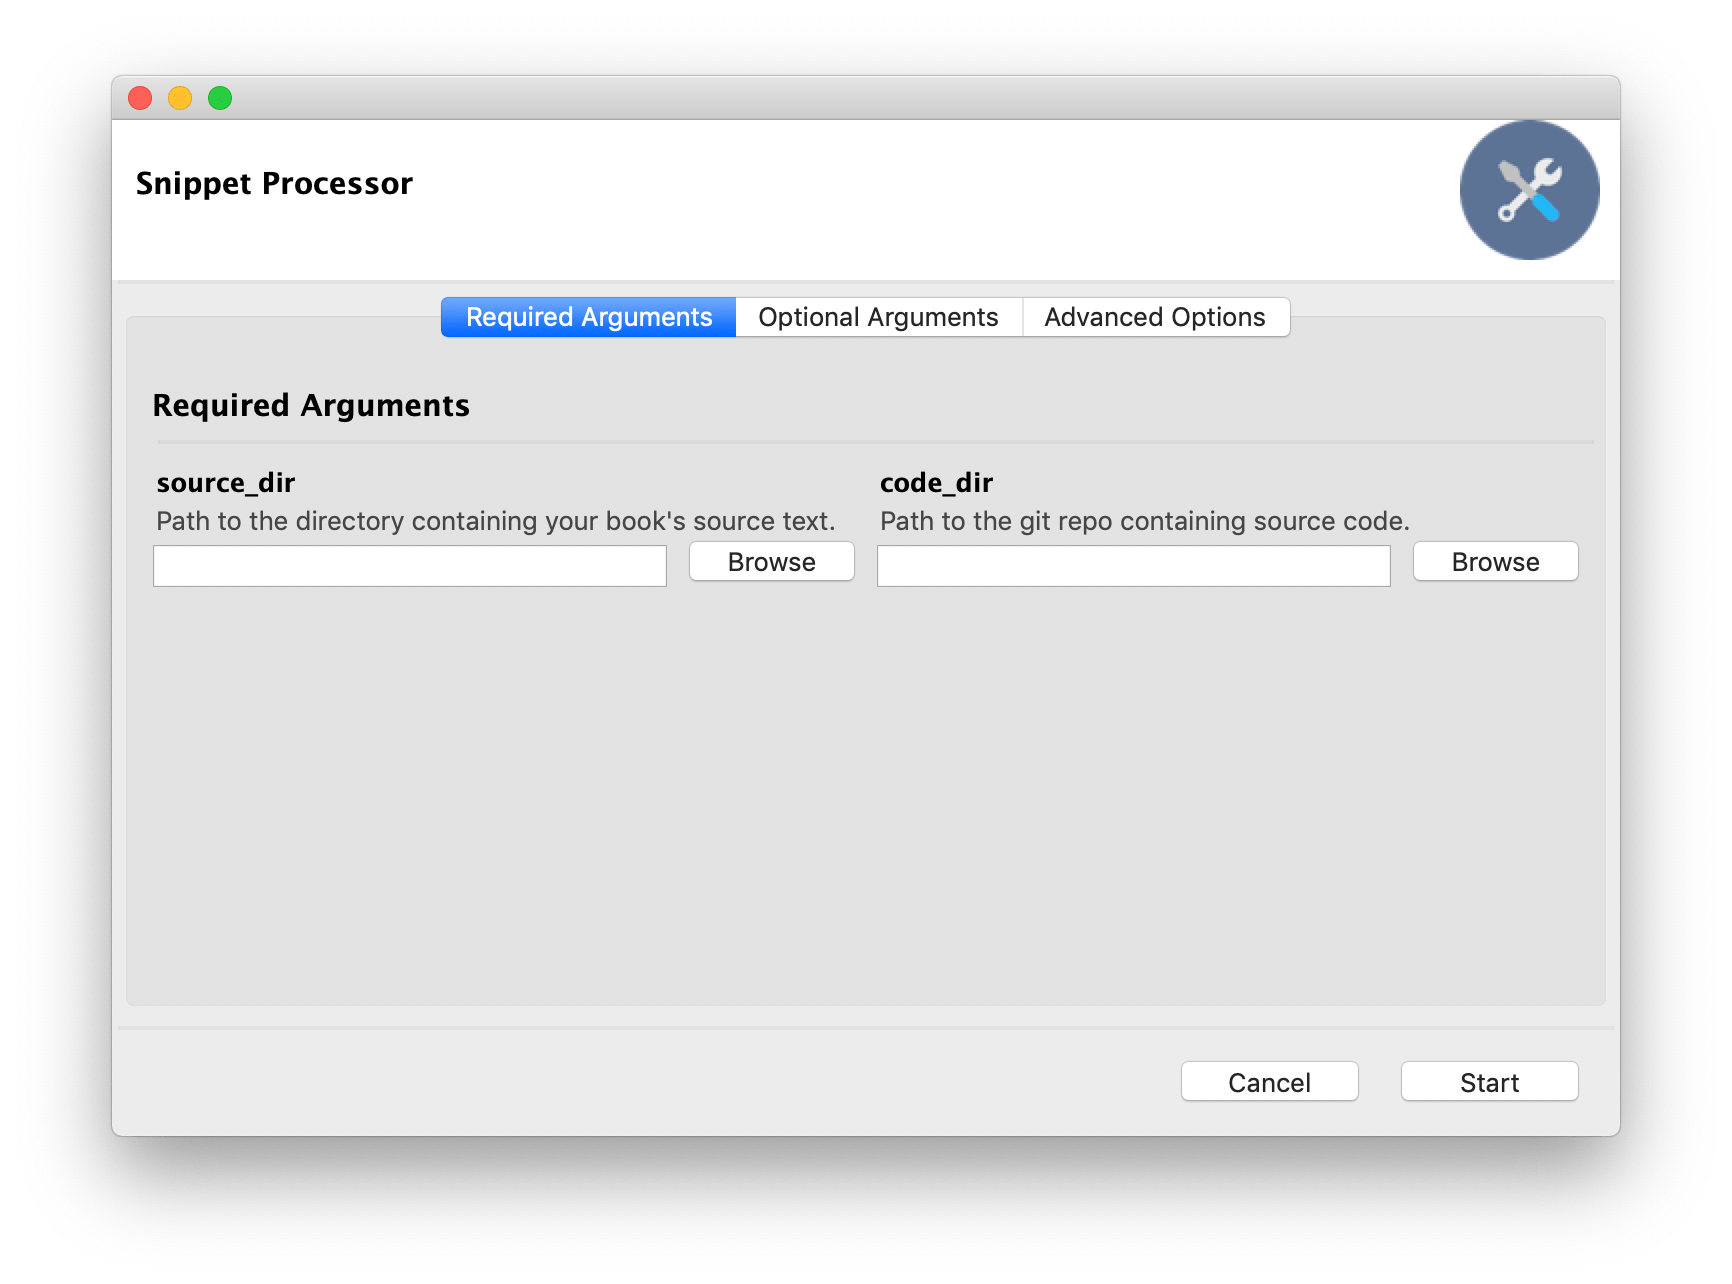 Snippet Processor
Required Arguments Optional Arguments Advanced Options
Required Arguments
source_dir
Path to the directory containing your book's source text.
Browse
code_dir
Path to the git repo containing source code.
Browse
Cancel Start